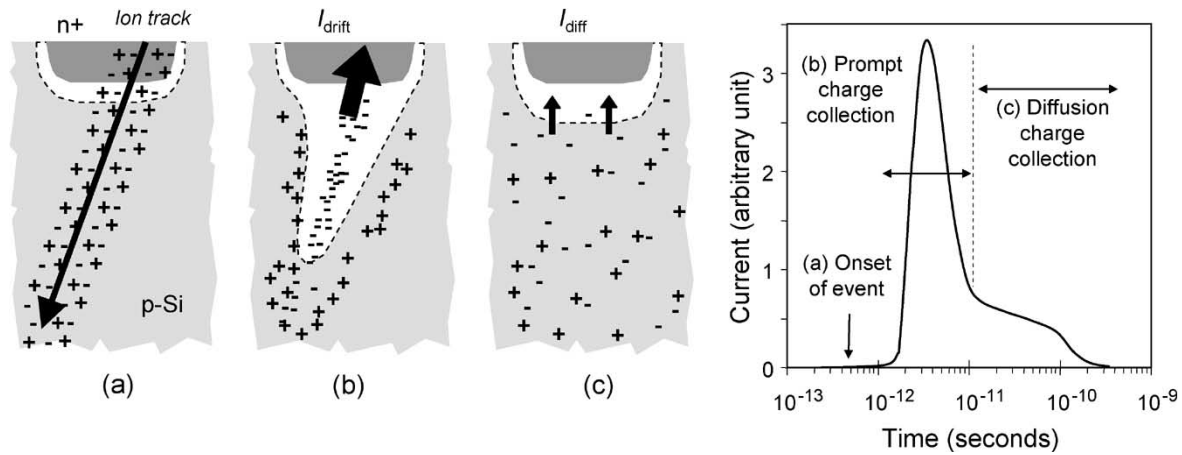 n+
Ion track
p-Si
(a)
I_drift
(b)
I_diff
(c)
Current (arbitrary unit)
3
2
1
0
(b) Prompt
charge
collection
(c) Diffusion
charge
collection
(a) Onset
of event
10^-13
10^-12
10^-11
10^-10
10^-9
Time (seconds)